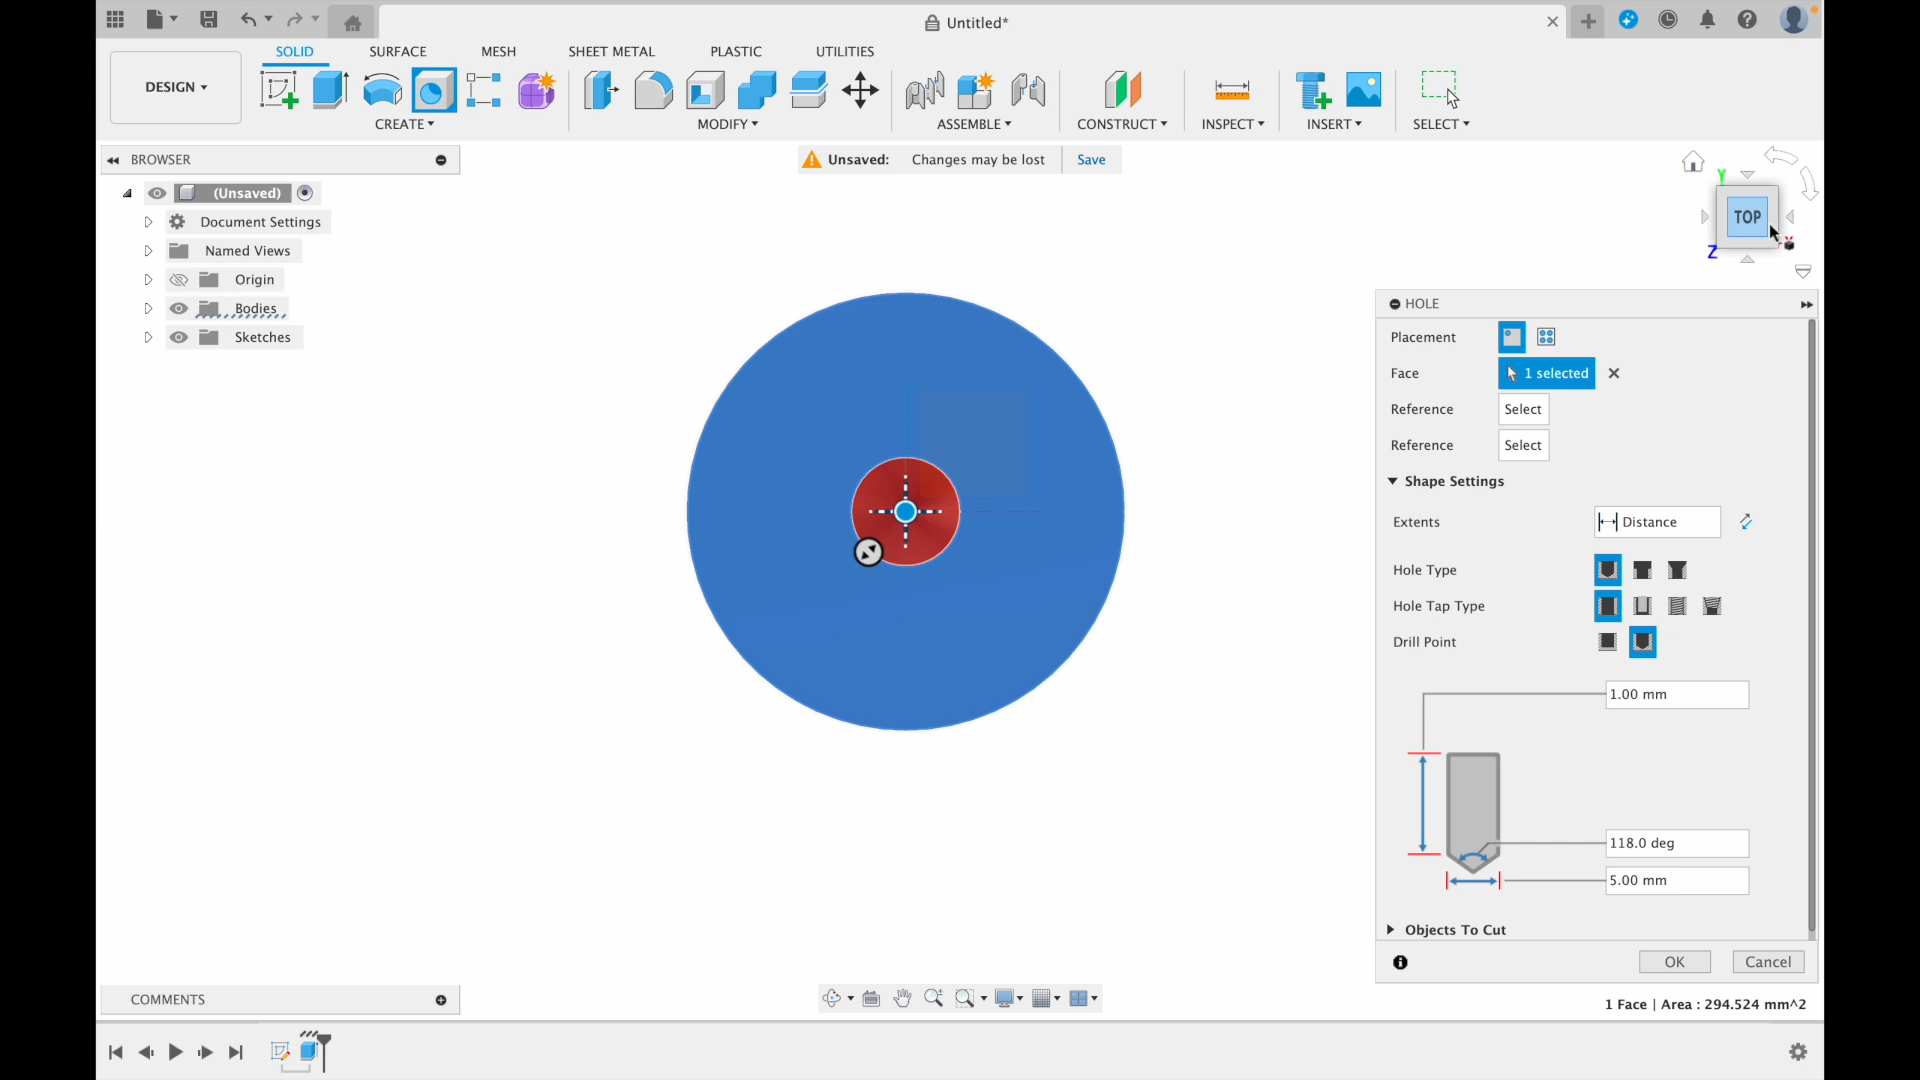 Untitled*
DESIGN
SOLID
SURFACE
MESH
SHEET METAL
PLASTIC
UTILITIES
CREATE
MODIFY
ASSEMBLE
CONSTRUCT
INSPECT
INSERT
SELECT
BROWSER
Unsaved: Changes may be lost Save
(Unsaved)
Document Settings
Named Views
Origin
Bodies
Sketches
Y
TOP
Z
HOLE
Placement
Face 1 selected
Reference Select
Reference Select
Shape Settings
Extents Distance
Hole Type
Hole Tap Type
Drill Point
1.00 mm
118.0 deg
5.00 mm
Objects To Cut
OK Cancel
COMMENTS
1 Face | Area : 294.524 mm^2